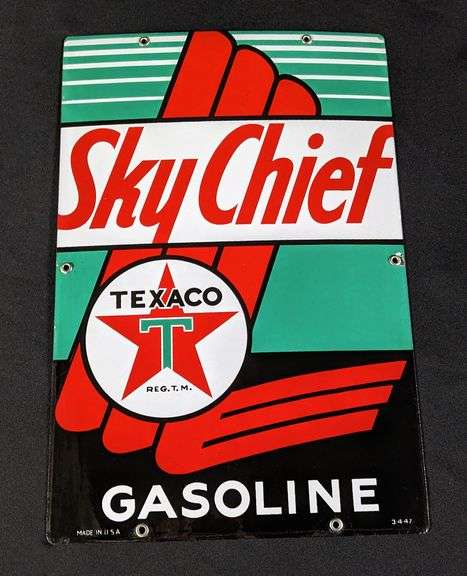 Sky Chief
TEXACO
T
REG. T. M.
GASOLINE
MADE IN U S A
3-4-47